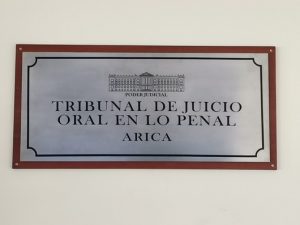 PODER JUDICIAL
TRIBUNAL DE JUICIO
ORAL EN LO PENAL
ARICA